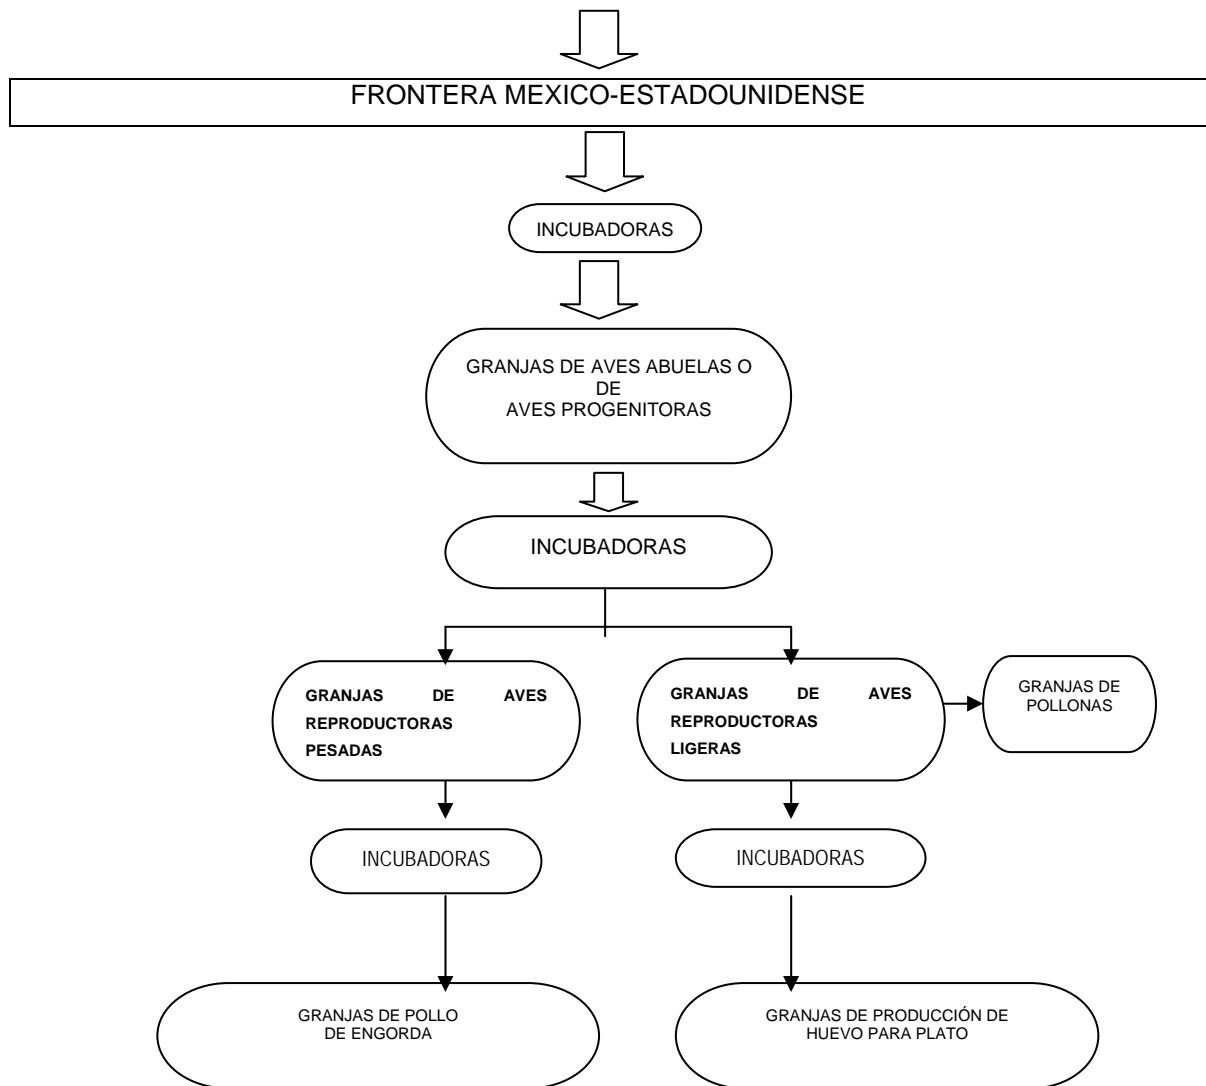 FRONTERA MEXICO-ESTADOUNIDENSE
INCUBADORAS
GRANJAS DE AVES ABUELAS O
DE
AVES PROGENITORAS
INCUBADORAS
GRANJAS DE AVES
REPRODUCTORAS
PESADAS
GRANJAS DE AVES
REPRODUCTORAS
LIGERAS
GRANJAS DE
POLLONAS
INCUBADORAS
INCUBADORAS
GRANJAS DE POLLO
DE ENGORDA
GRANJAS DE PRODUCCIÓN DE
HUEVO PARA PLATO